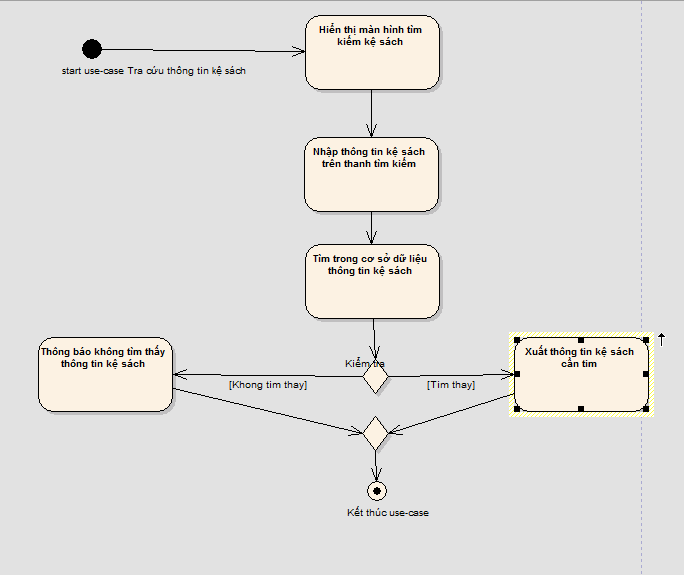 Hiển thị màn hình tìm
kiếm kệ sách
start use-case Tra cứu thông tin kệ sách
Nhập thông tin kệ sách
trên thanh tìm kiếm
Tìm trong cơ sở dữ liệu
thông tin kệ sách
Thông báo không tìm thấy
thông tin kệ sách
Kiểm tra
Xuất thông tin kệ sách
cần tìm
[Khong tim thay]
[Tim thay]
Kết thúc use-case